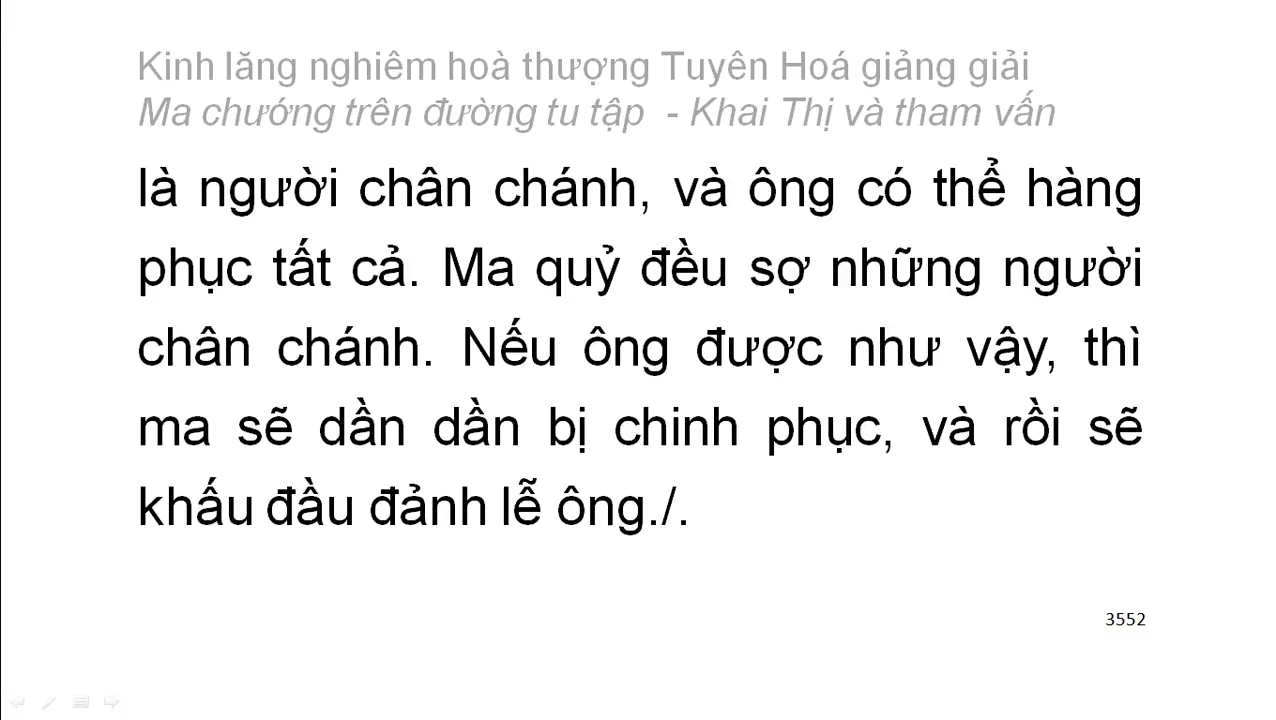 Kinh lăng nghiêm hoà thượng Tuyên Hoá giảng giải
Ma chướng trên đường tu tập - Khai Thị và tham vấn
là người chân chánh, và ông có thể hàng
phục tất cả. Ma quỷ đều sợ những người
chân chánh. Nếu ông được như vậy, thì
ma sẽ dần dần bị chinh phục, và rồi sẽ
khấu đầu đảnh lễ ông./.
3552